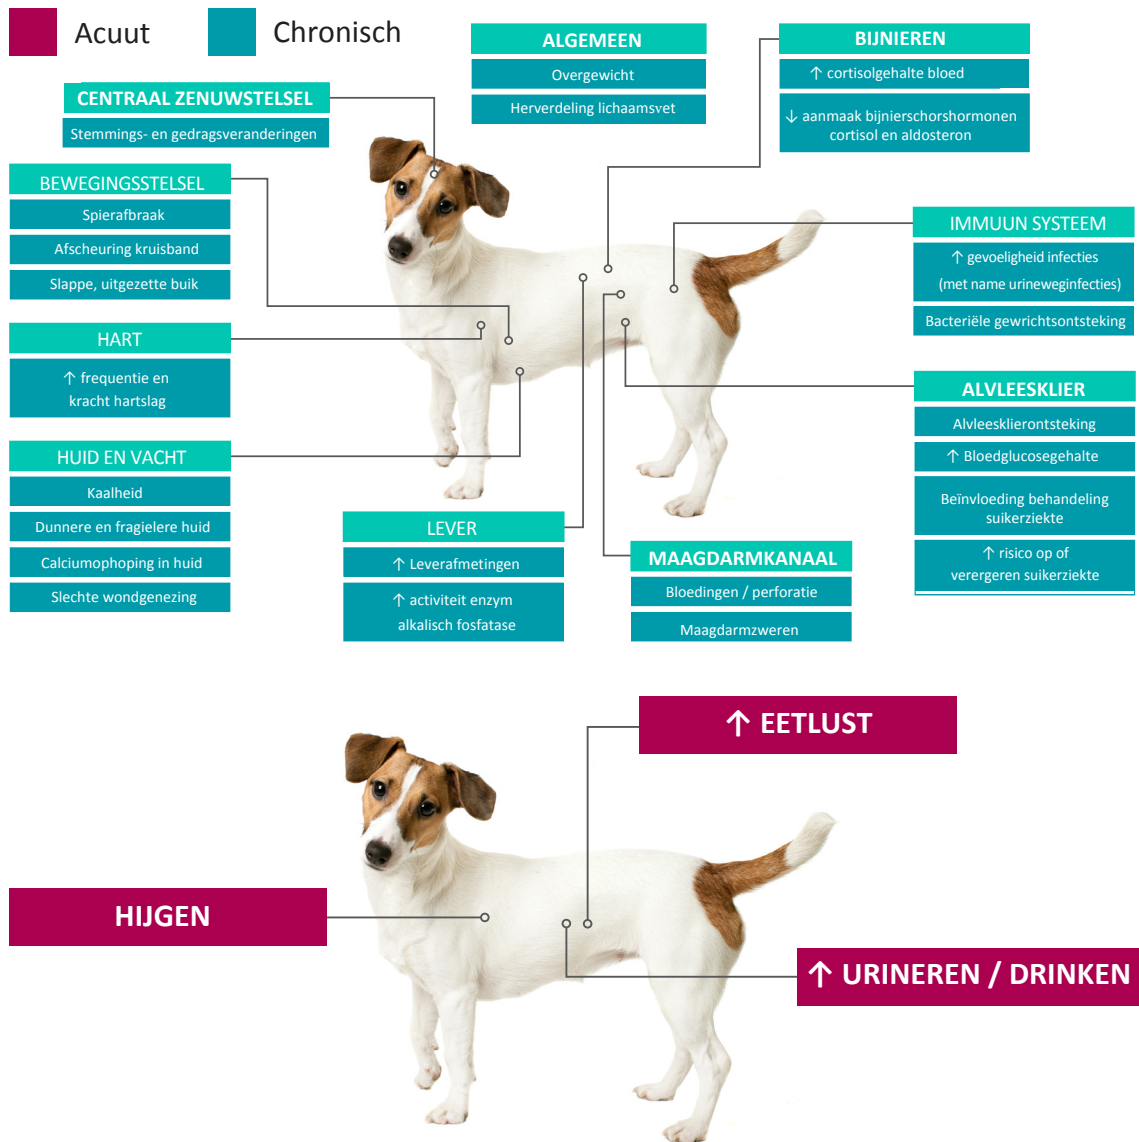 Acuut
Chronisch
ALGEMEEN
Overgewicht
Herverdeling lichaamsvet
BIJNIEREN
↑ cortisolgehalte bloed
↓ aanmaak bijnierschorshormonen
cortisol en aldosteron
CENTRAAL ZENUWSTELSEL
Stemmings- en gedragsveranderingen
BEWEGINGSSTELSEL
Spierafbraak
Afscheuring kruisband
Slappe, uitgezette buik
IMMUUN SYSTEEM
↑ gevoeligheid infecties
(met name urineweginfecties)
Bacteriële gewrichtsontsteking
HART
↑ frequentie en
kracht hartslag
ALVLEESKLIER
Alvleesklierontsteking
↑ Bloedglucosegehalte
Beïnvloeding behandeling
suikerziekte
↑ risico op of
verergeren suikerziekte
HUID EN VACHT
Kaalheid
Dunnere en fragielere huid
Calciumophoping in huid
Slechte wondgenezing
LEVER
↑ Leverafmetingen
↑ activiteit enzym
alkalisch fosfatase
MAAGDARMKANAAL
Bloedingen / perforatie
Maagdarmzweren
↑ EETLUST
HIJGEN
↑ URINEREN / DRINKEN